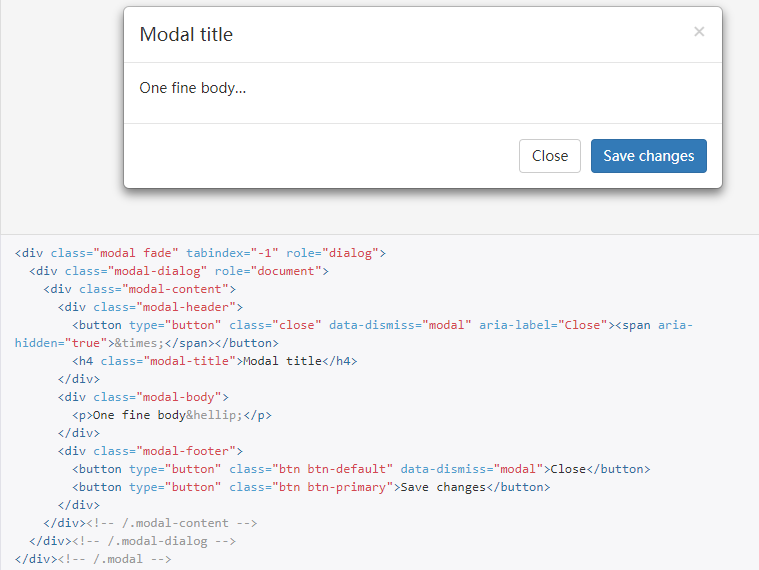 Modal title ×
One fine body...
Close Save changes
<div class="modal fade" tabindex="-1" role="dialog">
  <div class="modal-dialog" role="document">
    <div class="modal-content">
      <div class="modal-header">
        <button type="button" class="close" data-dismiss="modal" aria-label="Close"><span aria-
hidden="true">&times;</span></button>
        <h4 class="modal-title">Modal title</h4>
      </div>
      <div class="modal-body">
        <p>One fine body&hellip;</p>
      </div>
      <div class="modal-footer">
        <button type="button" class="btn btn-default" data-dismiss="modal">Close</button>
        <button type="button" class="btn btn-primary">Save changes</button>
      </div>
    </div><!-- /.modal-content -->
  </div><!-- /.modal-dialog -->
</div><!-- /.modal -->